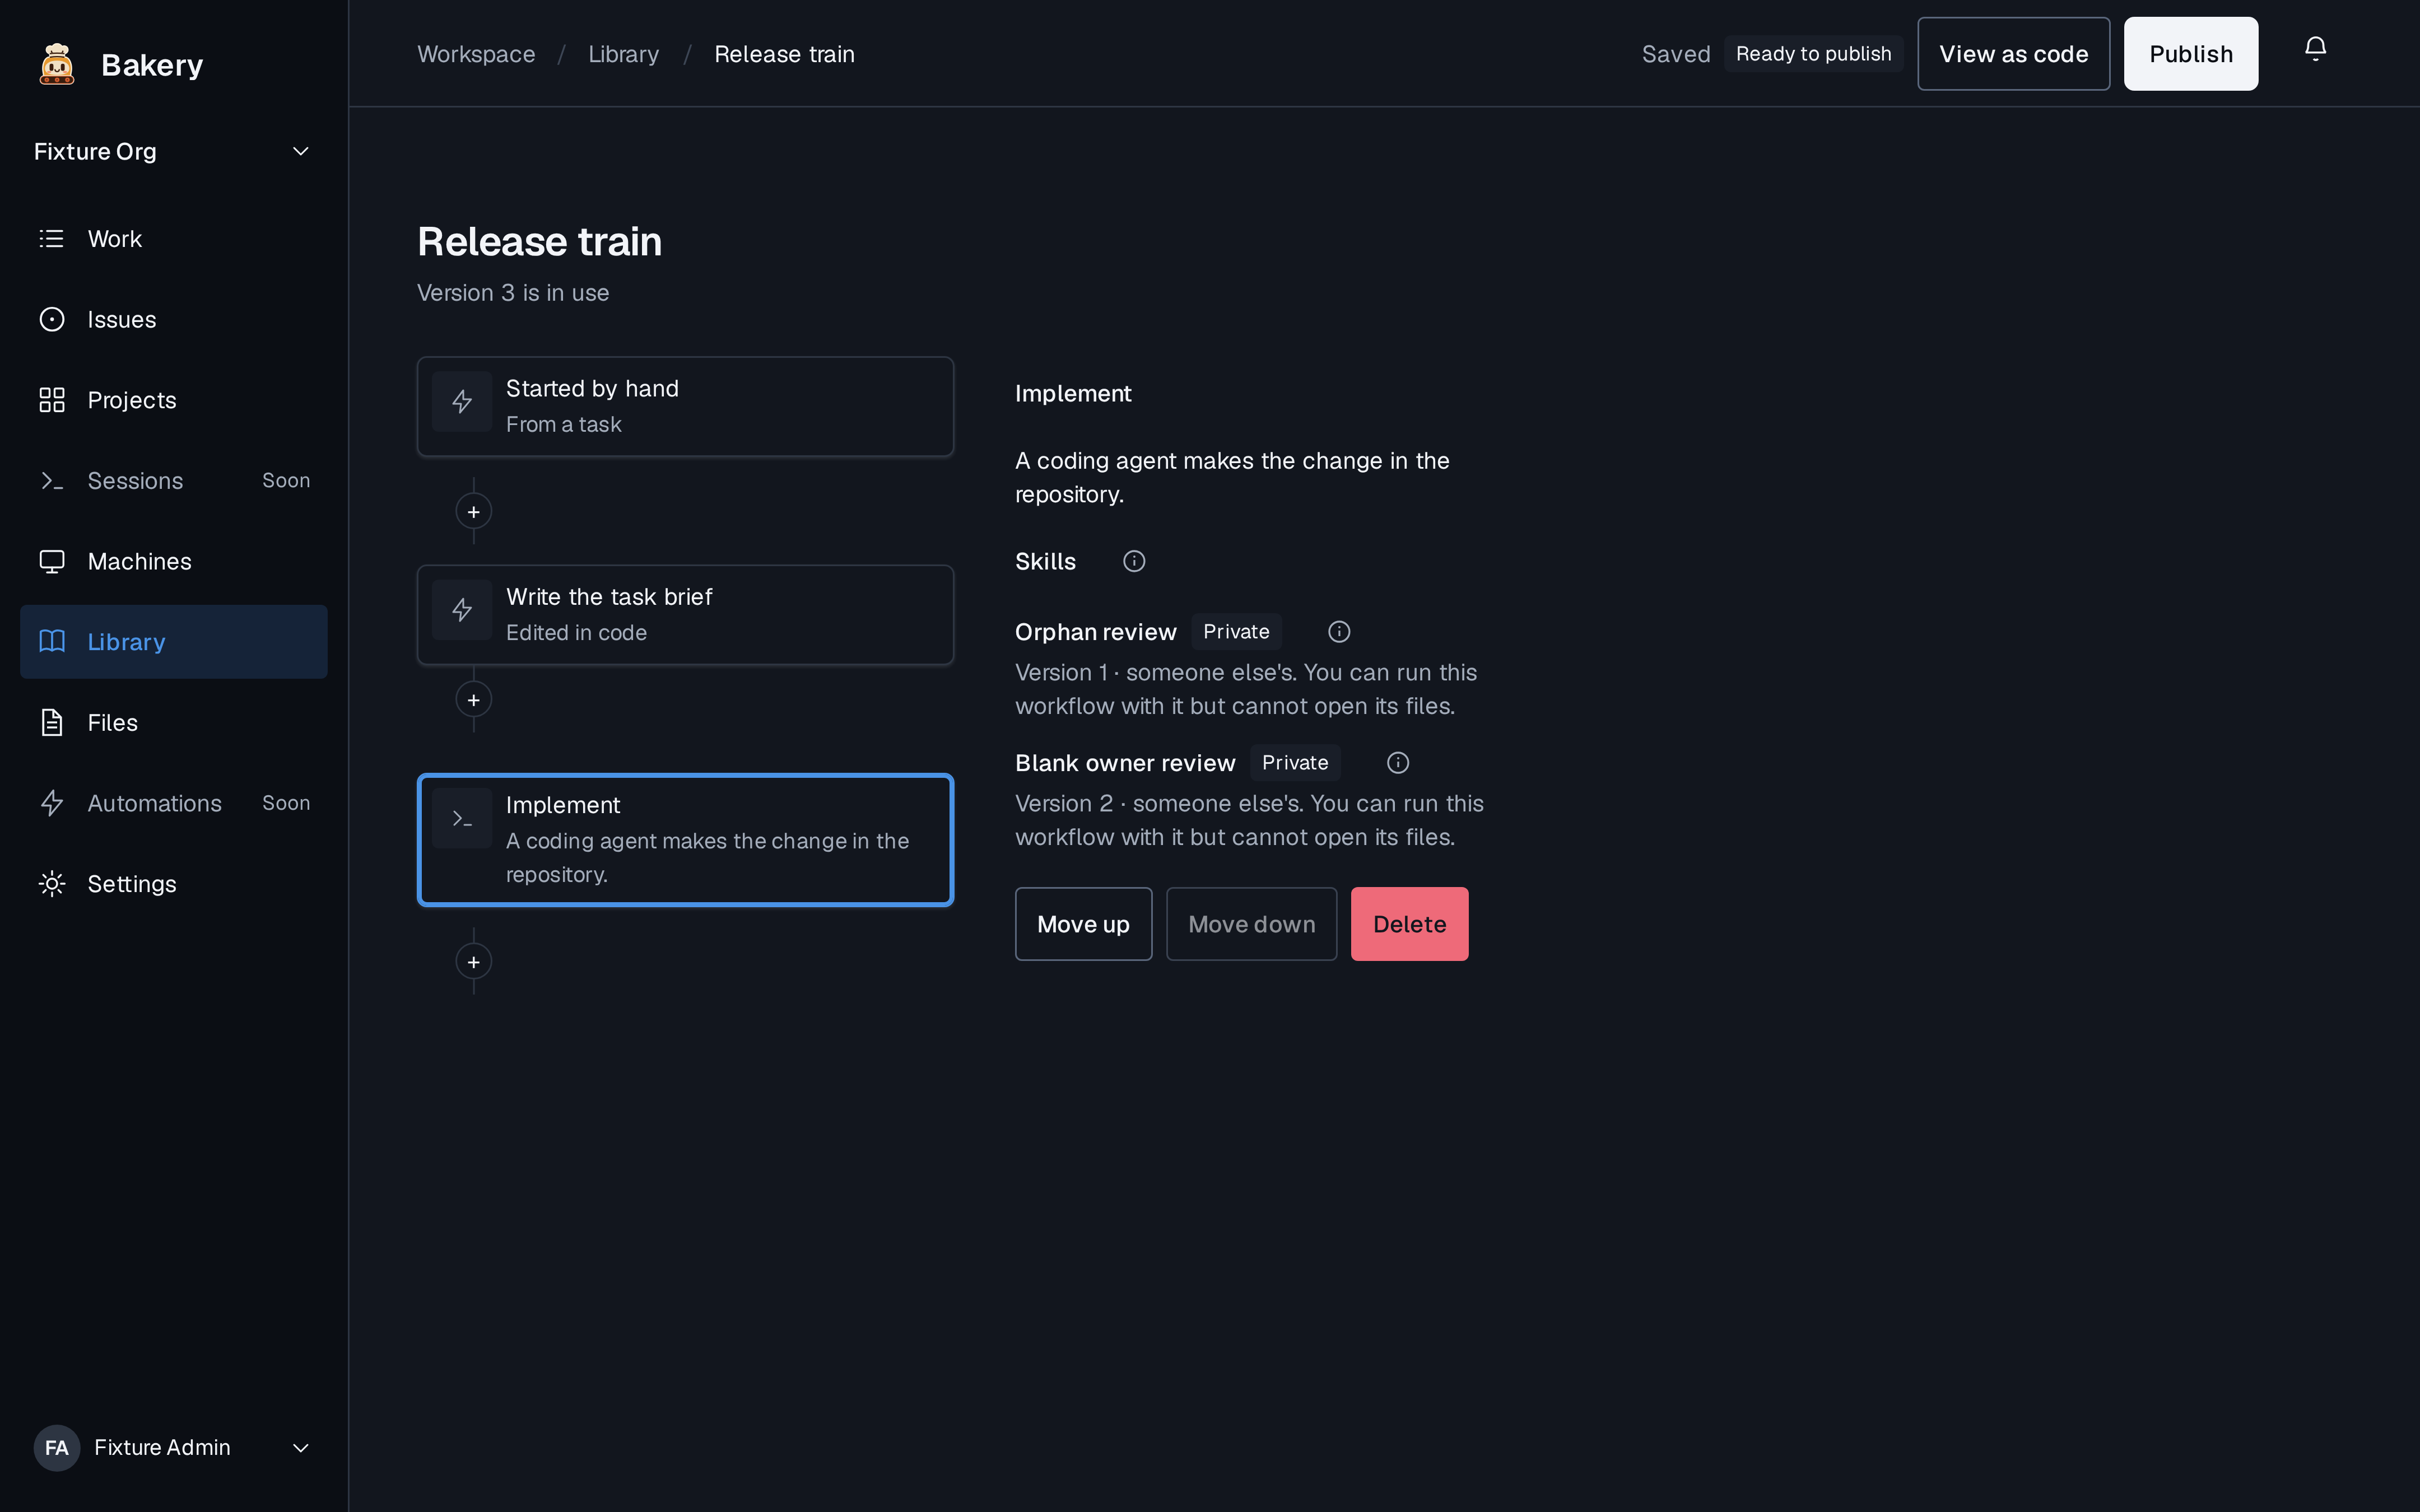 Bakery
Fixture Org
Work
Issues
Projects
Sessions Soon
Machines
Library
Files
Automations Soon
Settings
FA Fixture Admin
Workspace / Library / Release train
Saved Ready to publish View as code Publish
Release train
Version 3 is in use
Started by hand
From a task
+
Write the task brief
Edited in code
+
Implement
A coding agent makes the change in the
repository.
+
Implement
A coding agent makes the change in the
repository.
Skills
Orphan review Private
Version 1 · someone else's. You can run this
workflow with it but cannot open its files.
Blank owner review Private
Version 2 · someone else's. You can run this
workflow with it but cannot open its files.
Move up Move down Delete